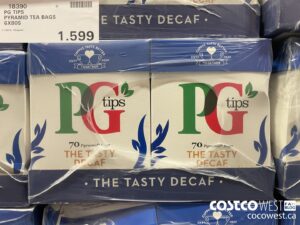 18390
PG TIPS
PYRAMID TEA BAGS
6X80S
1.599
THE TASTY DECAF
PG tips
70
THE TASTY
DECAF
PG tips
70
THE TASTY
DECAF
· THE TASTY DECAF ·
COSTCO WEST
cocowest.ca